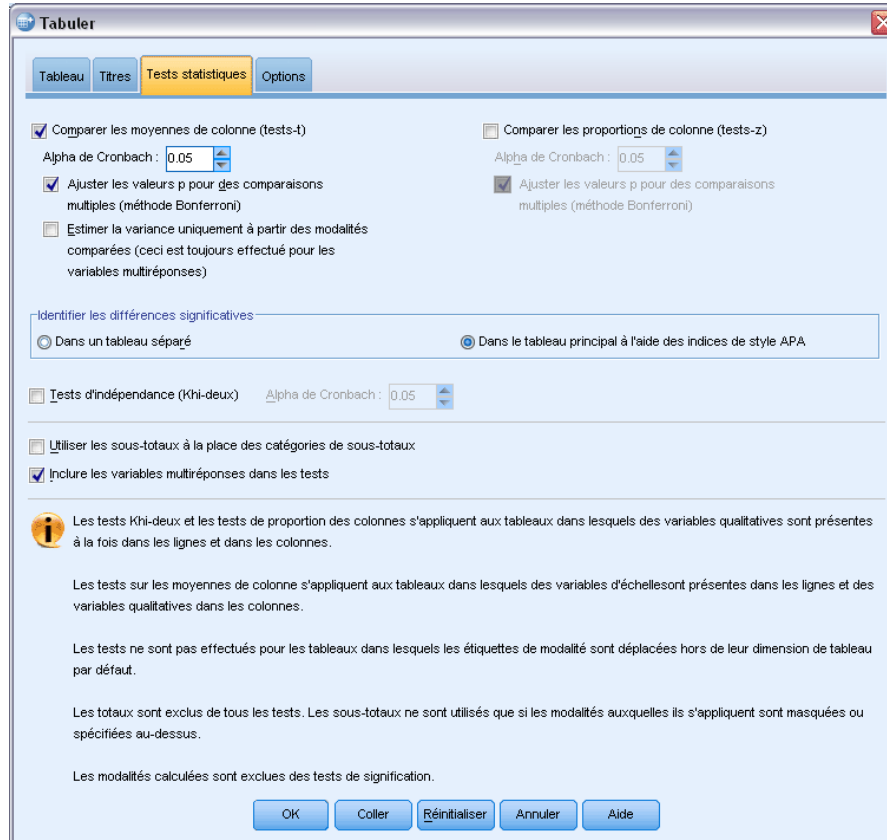 Tabuler
Tableau
Titres
Tests statistiques
Options
Comparer les moyennes de colonne (tests-t)
Alpha de Cronbach : 0.05
Ajuster les valeurs p pour des comparaisons
multiples (méthode Bonferroni)
Estimer la variance uniquement à partir des modalités
comparées (ceci est toujours effectué pour les
variables multiréponses)
Comparer les proportions de colonne (tests-z)
Alpha de Cronbach : 0.05
Ajuster les valeurs p pour des comparaisons
multiples (méthode Bonferroni)
Identifier les différences significatives
Dans un tableau séparé
Dans le tableau principal à l'aide des indices de style APA
Tests d'indépendance (Khi-deux)
Alpha de Cronbach : 0.05
Utiliser les sous-totaux à la place des catégories de sous-totaux
Inclure les variables multiréponses dans les tests
Les tests Khi-deux et les tests de proportion des colonnes s'appliquent aux tableaux dans lesquels des variables qualitatives sont présentes
à la fois dans les lignes et dans les colonnes.
Les tests sur les moyennes de colonne s'appliquent aux tableaux dans lesquels des variables d'échellesont présentes dans les lignes et des
variables qualitatives dans les colonnes.
Les tests ne sont pas effectués pour les tableaux dans lesquels les étiquettes de modalité sont déplacées hors de leur dimension de tableau
par défaut.
Les totaux sont exclus de tous les tests. Les sous-totaux ne sont utilisés que si les modalités auxquelles ils s'appliquent sont masquées ou
spécifiées au-dessus.
Les modalités calculées sont exclues des tests de signification.
OK
Coller
Réinitialiser
Annuler
Aide